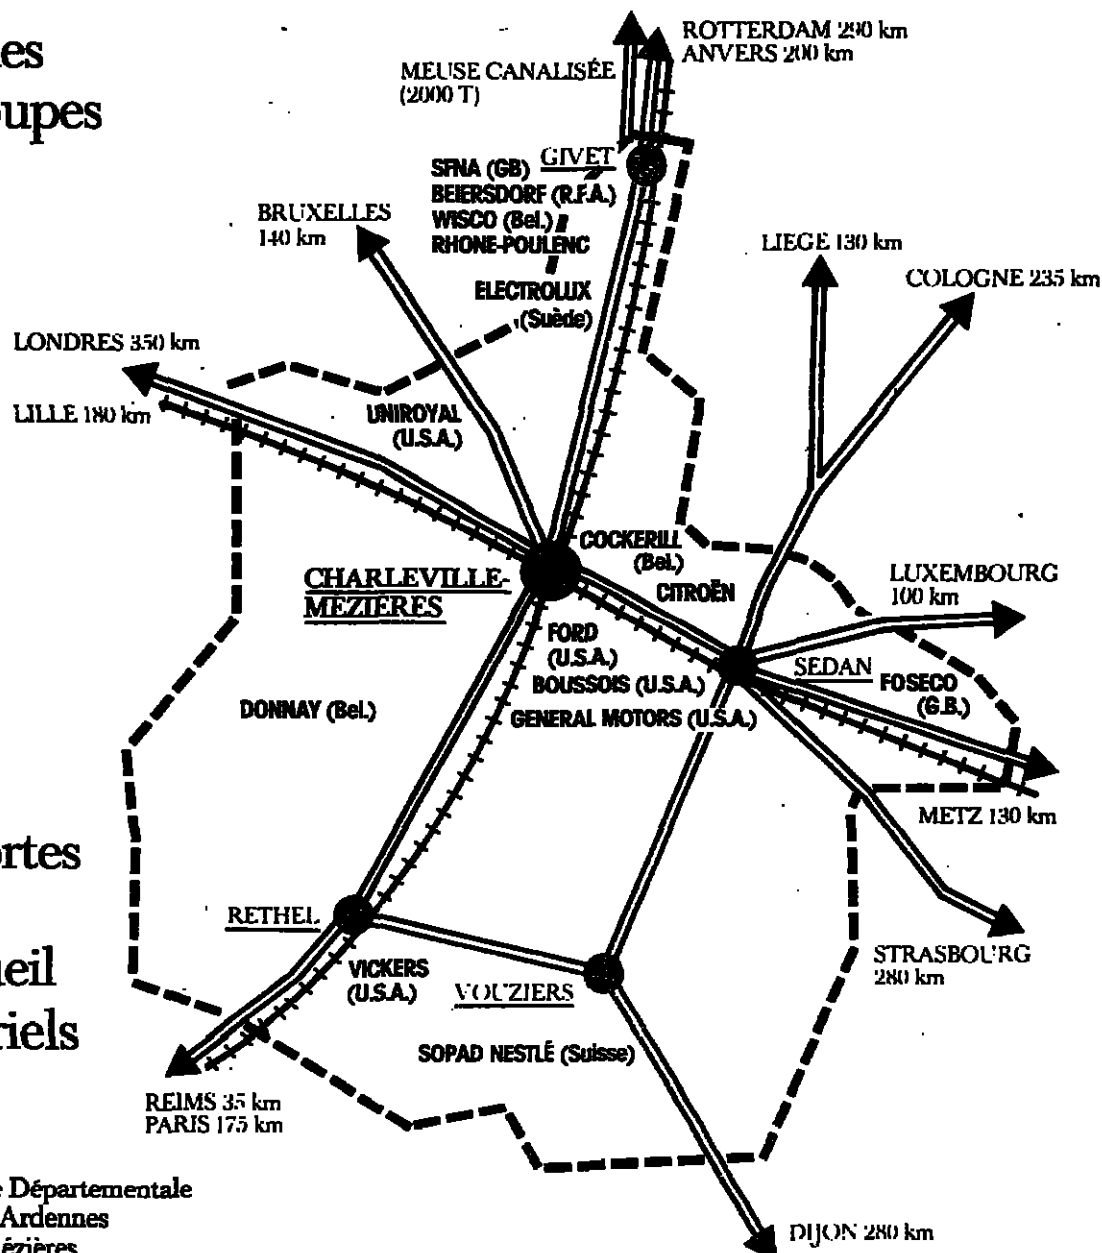 es
upes
ROTTERDAM 290 km
ANVERS 200 km
MEUSE CANALISÉE
(2000 T)
GIVET
SFNA (GB)
BEIERSDORF (R.F.A.)
WISCO (Bel.)
RHONE-POULENC
ELECTROLUX
(Suède)
BRUXELLES
140 km
LIEGE 130 km
COLOGNE 235 km
LONDRES 350 km
LILLE 180 km
UNIROYAL
(U.S.A.)
COCKERILL
(Bel.)
CITROËN
CHARLEVILLE-
MEZIÈRES
LUXEMBOURG
100 km
FORD
(U.S.A.)
BOUSSOIS (U.S.A.)
GENERAL MOTORS (U.S.A.)
SEDAN
FOSECO
(G.B.)
DONNAY (Bel.)
METZ 130 km
ortes
RETHEL
VICKERS
(U.S.A.)
VOUZIERS
STRASBOURG
280 km
ueil
riels
SOPAD NESTLÉ (Suisse)
REIMS 35 km
PARIS 175 km
e Départementale
Ardennes
ézières
DIJON 280 km